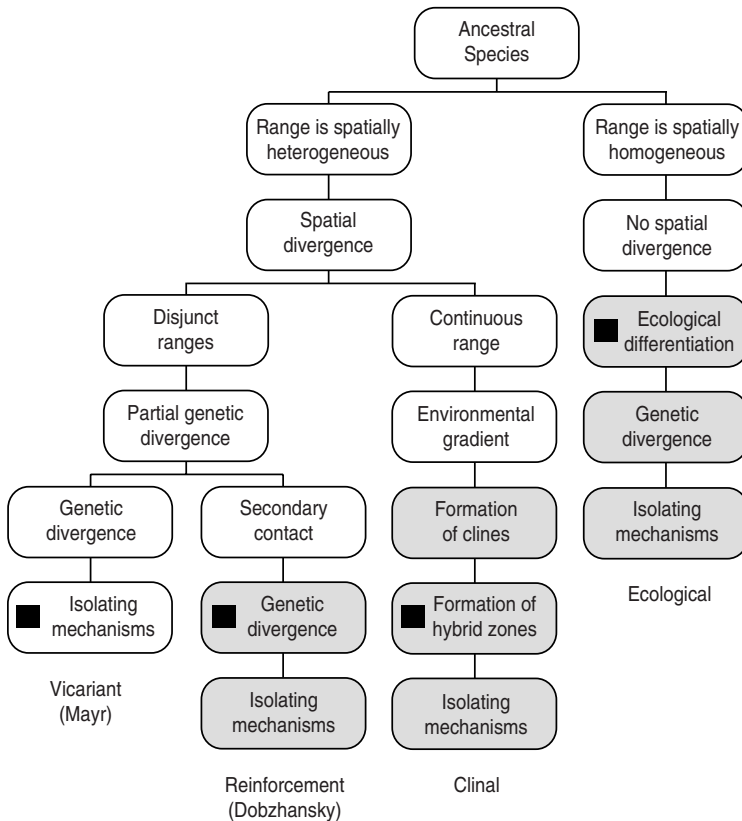 Ancestral
Species
Range is spatially
heterogeneous
Range is spatially
homogeneous
Spatial
divergence
No spatial
divergence
Disjunct
ranges
Continuous
range
Ecological
differentiation
Partial genetic
divergence
Environmental
gradient
Genetic
divergence
Genetic
divergence
Secondary
contact
Formation
of clines
Isolating
mechanisms
Isolating
mechanisms
Genetic
divergence
Formation of
hybrid zones
Ecological
Vicariant
(Mayr)
Isolating
mechanisms
Isolating
mechanisms
Reinforcement
(Dobzhansky)
Clinal